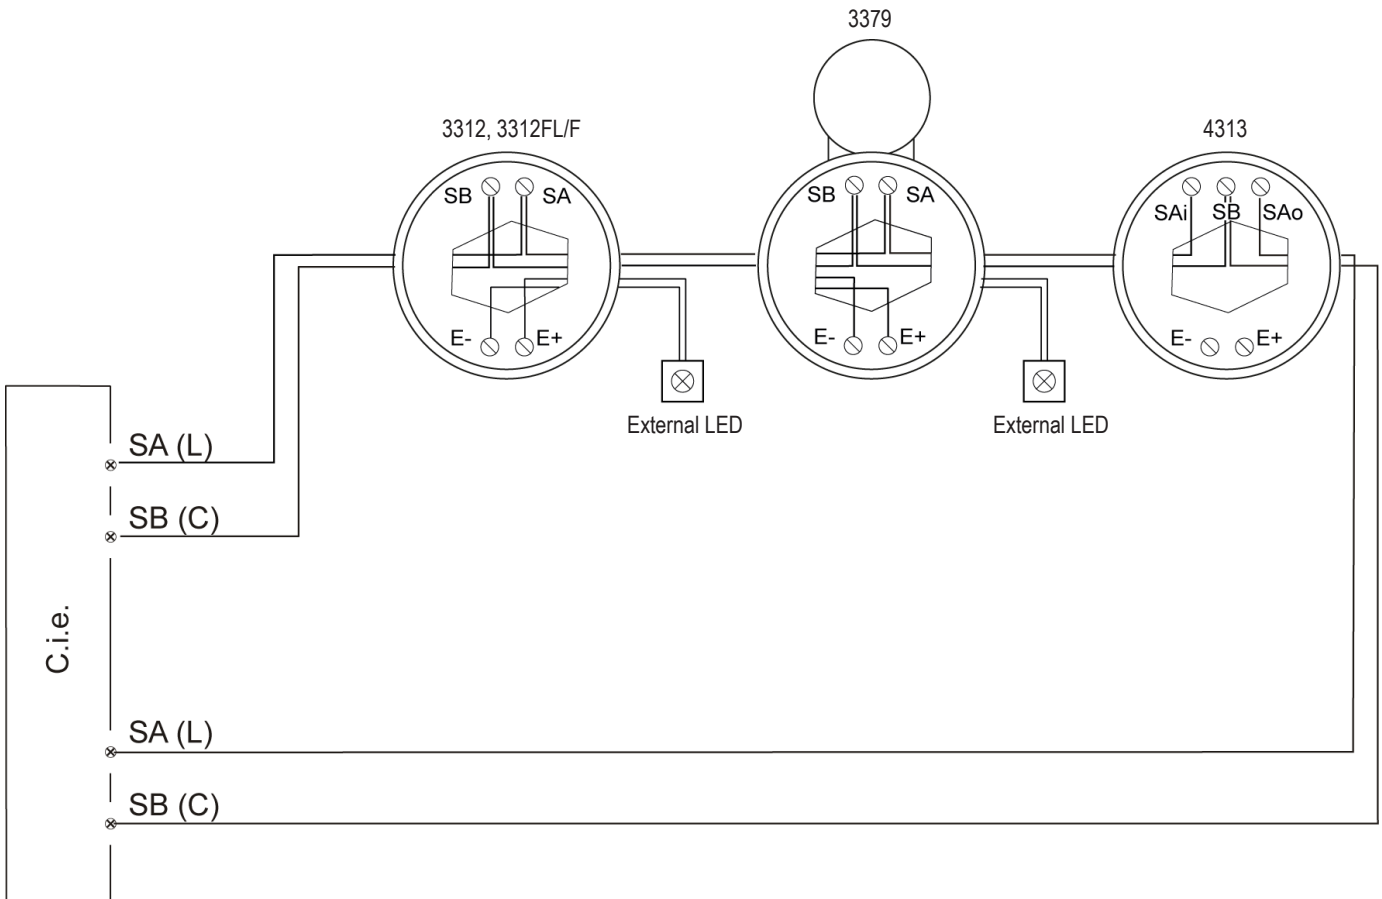 3379
3312, 3312FL/F
4313
SB SA
SB SA
SAi SB SAo
E- E+
E- E+
E- E+
External LED
External LED
SA (L)
SB (C)
C.i.e.
SA (L)
SB (C)